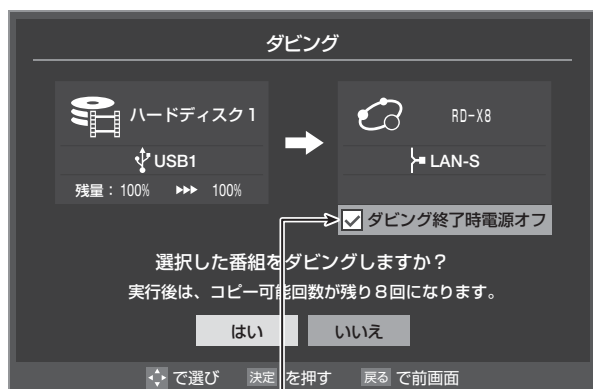 ダビング
ハードディスク1
USB1
残量：100% ▶▶▶ 100%
RD-X8
LAN-S
ダビング終了時電源オフ
選択した番組をダビングしますか？
実行後は、コピー可能回数が残り８回になります。
はい いいえ
で選び 決定 を押す 戻る で前画面